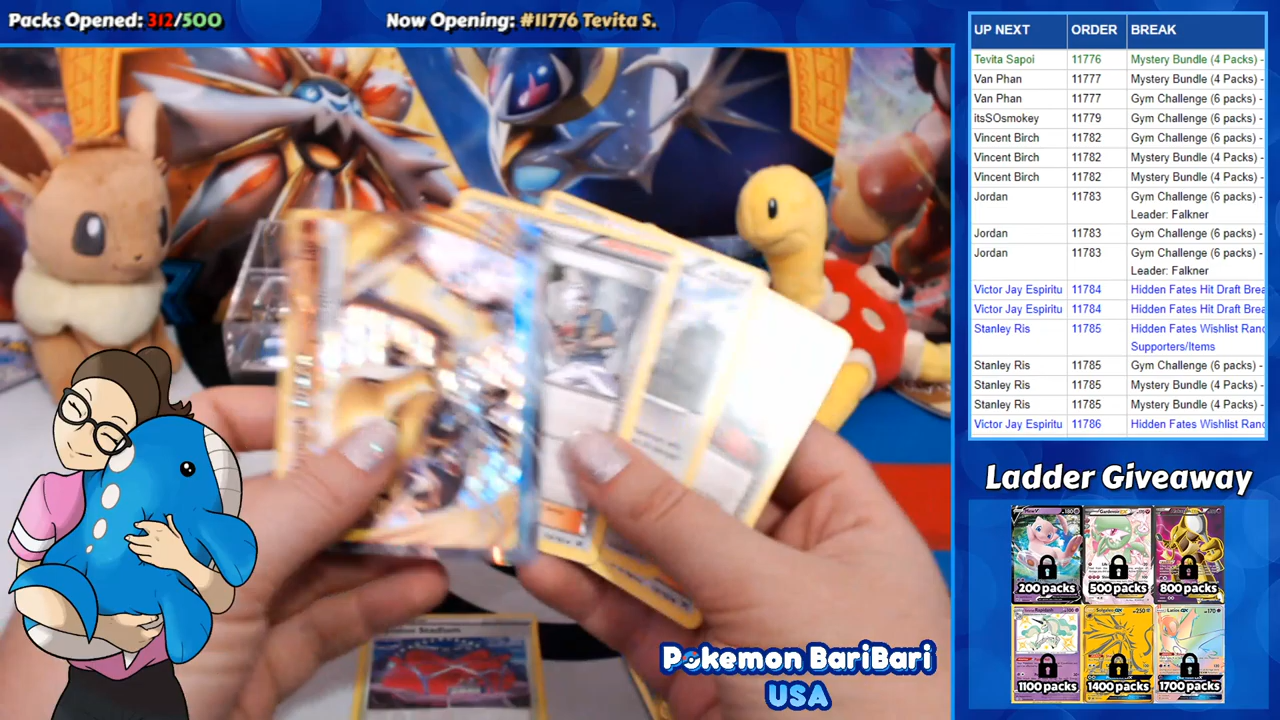 Packs Opened: 312/500
Now Opening: #11776 Tevita S.
UP NEXT ORDER BREAK
Tevita Sapoi 11776 Mystery Bundle (4 Packs) -
Van Phan 11777 Mystery Bundle (4 Packs) -
Van Phan 11777 Gym Challenge (6 packs) -
itsSOsmokey 11779 Gym Challenge (6 packs) -
Vincent Birch 11782 Gym Challenge (6 packs) -
Vincent Birch 11782 Mystery Bundle (4 Packs) -
Vincent Birch 11782 Mystery Bundle (4 Packs) -
Jordan 11783 Gym Challenge (6 packs) -
Leader: Falkner
Jordan 11783 Gym Challenge (6 packs) -
Jordan 11783 Gym Challenge (6 packs) -
Leader: Falkner
Victor Jay Espiritu 11784 Hidden Fates Hit Draft Brea
Victor Jay Espiritu 11784 Hidden Fates Hit Draft Brea
Stanley Ris 11785 Hidden Fates Wishlist Ranc
Supporters/Items
Stanley Ris 11785 Gym Challenge (6 packs) -
Stanley Ris 11785 Mystery Bundle (4 Packs) -
Stanley Ris 11785 Mystery Bundle (4 Packs) -
Victor Jay Espiritu 11786 Hidden Fates Wishlist Ranc
Ladder Giveaway
200 packs
500 packs
800 packs
1100 packs
1400 packs
1700 packs
Stadium
Pokemon BariBari
USA